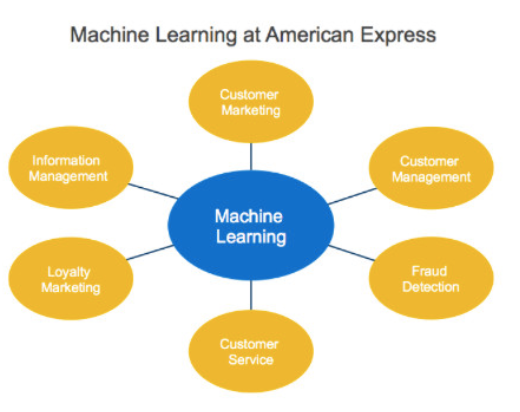 Machine Learning at American Express
Customer
Marketing
Information
Management
Customer
Management
Machine
Learning
Loyalty
Marketing
Fraud
Detection
Customer
Service